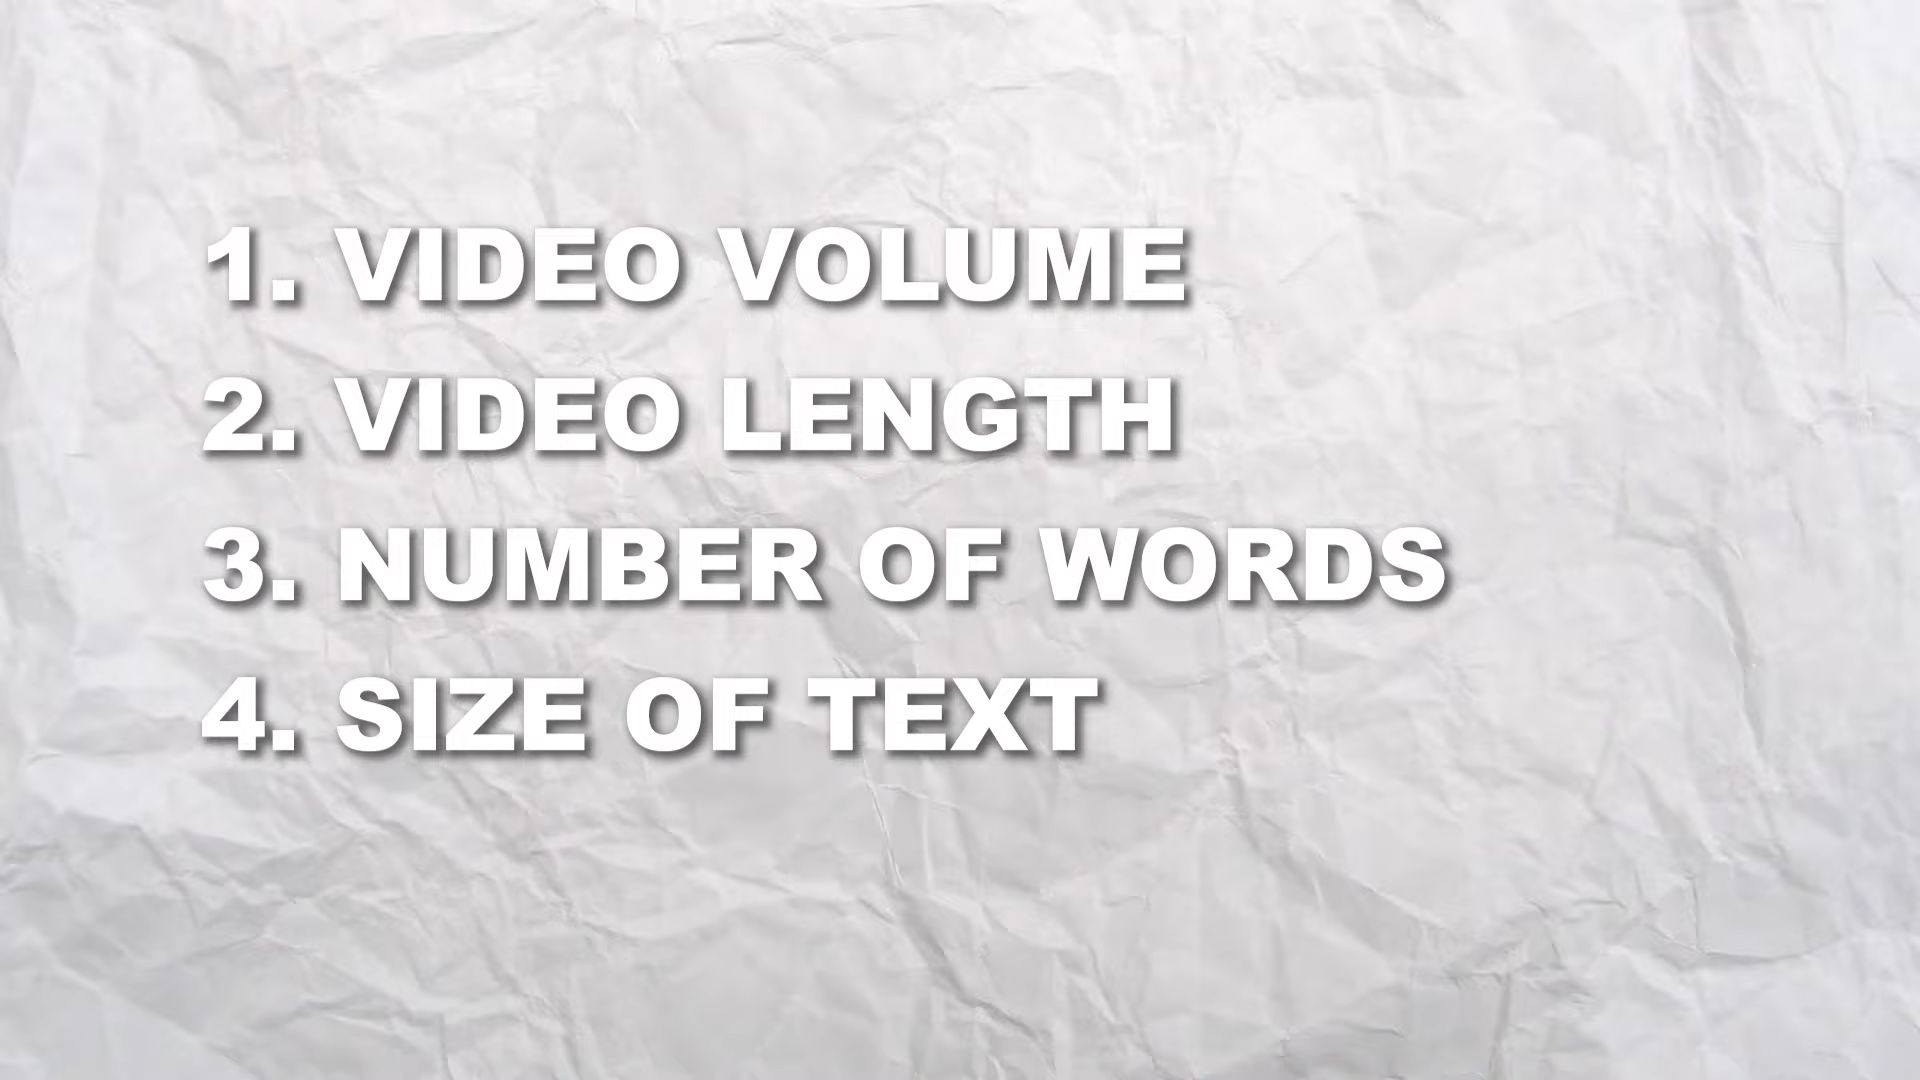 1. VIDEO VOLUME
2. VIDEO LENGTH
3. NUMBER OF WORDS
4. SIZE OF TEXT